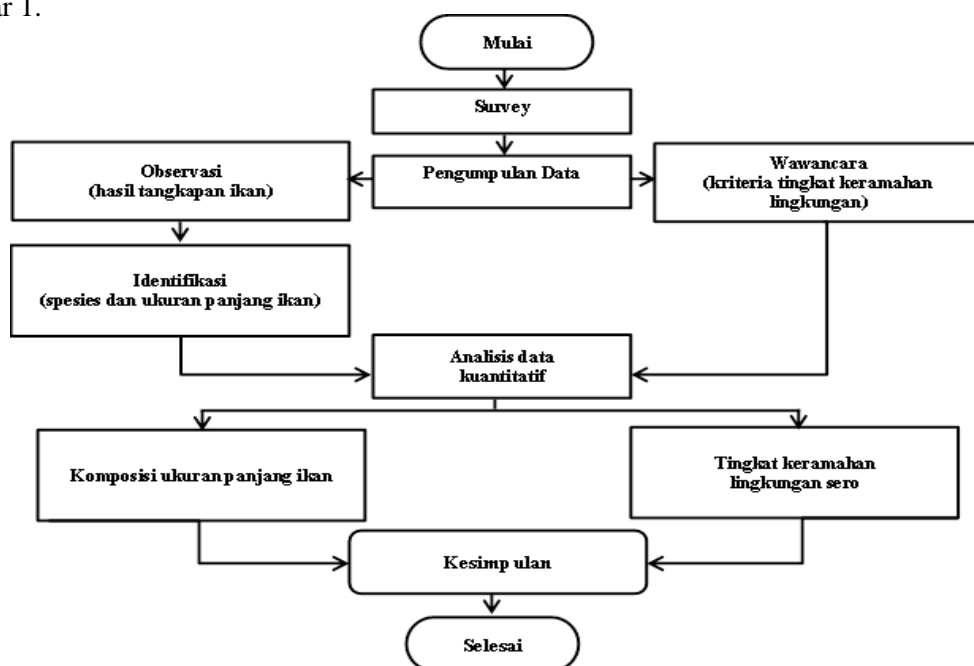 ar 1.
Mulai
Survey
Pengumpulan Data
Observasi
(hasil tangkapan ikan)
Wawancara
(kriteria tingkat keramahan
lingkungan)
Identifikasi
(spesies dan ukuran panjang ikan)
Analisis data
kuantitatif
Komposisi ukuran panjang ikan
Tingkat keramahan
lingkungan sero
Kesimpulan
Selesai